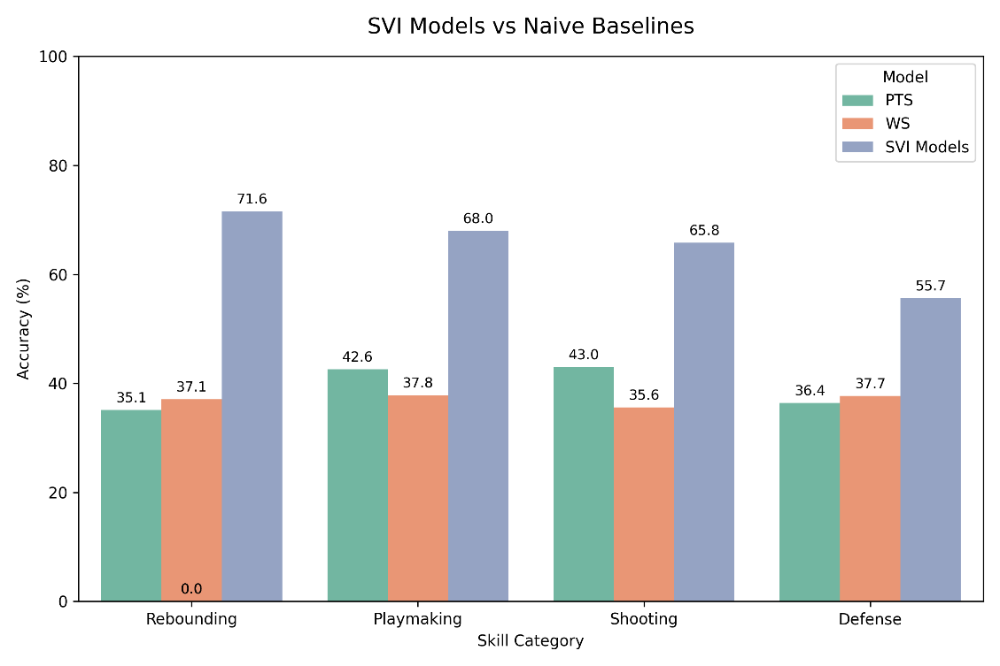 SVI Models vs Naive Baselines
100
80
60
40
20
0
Accuracy (%)
Model
PTS
WS
SVI Models
35.1
37.1
71.6
0.0
42.6
37.8
68.0
43.0
35.6
65.8
36.4
37.7
55.7
Rebounding
Playmaking
Shooting
Defense
Skill Category